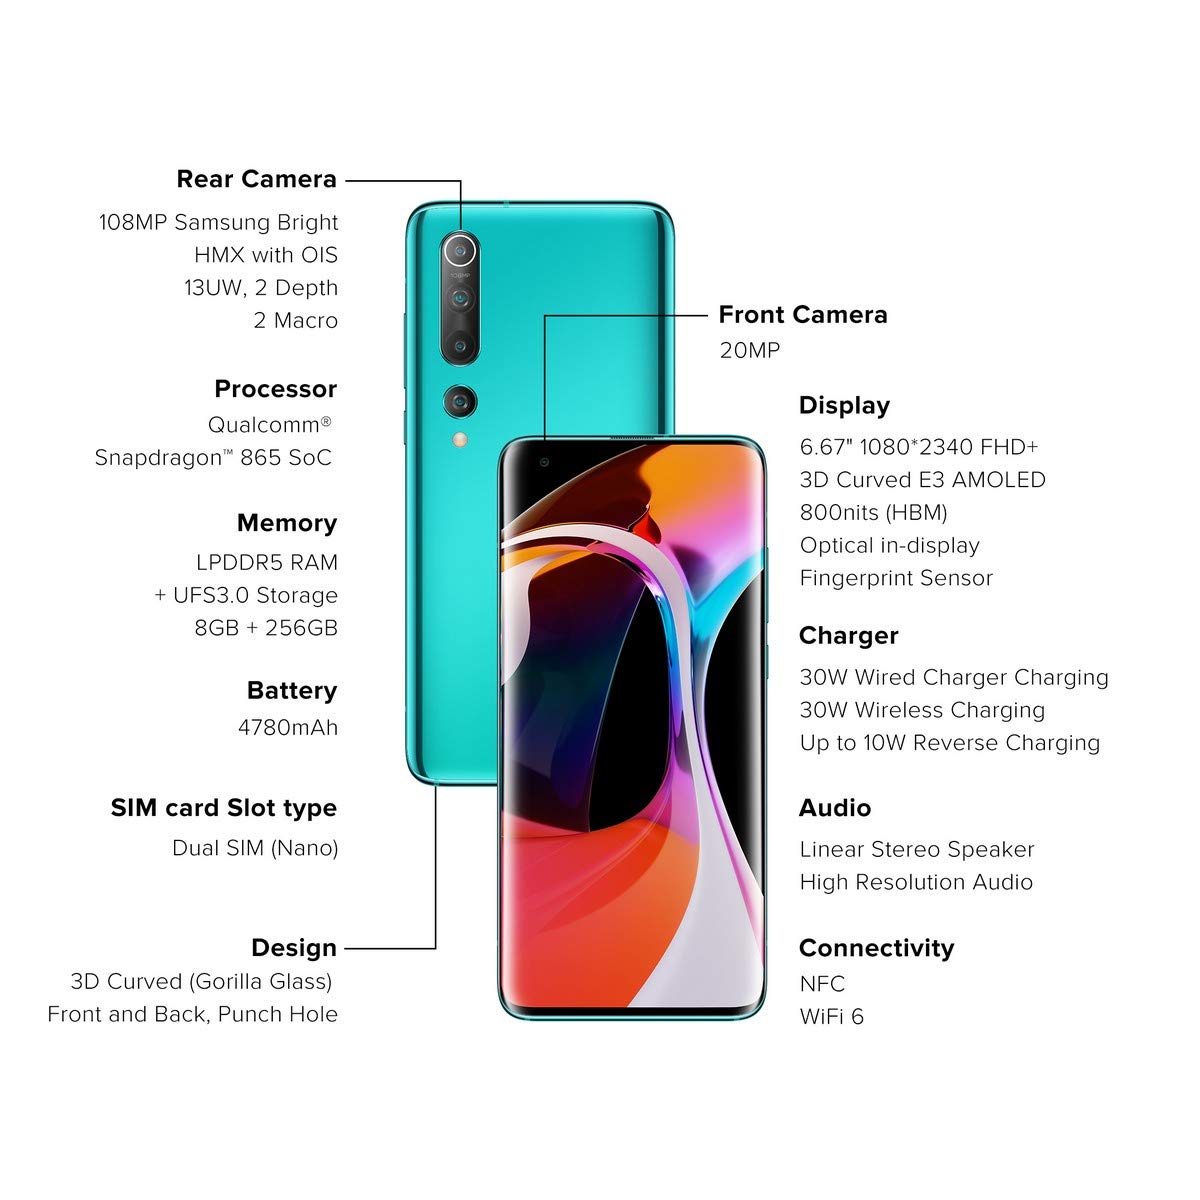 Rear Camera
108MP Samsung Bright
HMX with OIS
13UW, 2 Depth
2 Macro
Processor
Qualcomm®
Snapdragon™ 865 SoC
Memory
LPDDR5 RAM
+ UFS3.0 Storage
8GB + 256GB
Battery
4780mAh
SIM card Slot type
Dual SIM (Nano)
Design
3D Curved (Gorilla Glass)
Front and Back, Punch Hole
108MP
Front Camera
20MP
Display
6.67" 1080*2340 FHD+
3D Curved E3 AMOLED
800nits (HBM)
Optical in-display
Fingerprint Sensor
Charger
30W Wired Charger Charging
30W Wireless Charging
Up to 10W Reverse Charging
Audio
Linear Stereo Speaker
High Resolution Audio
Connectivity
NFC
WiFi 6